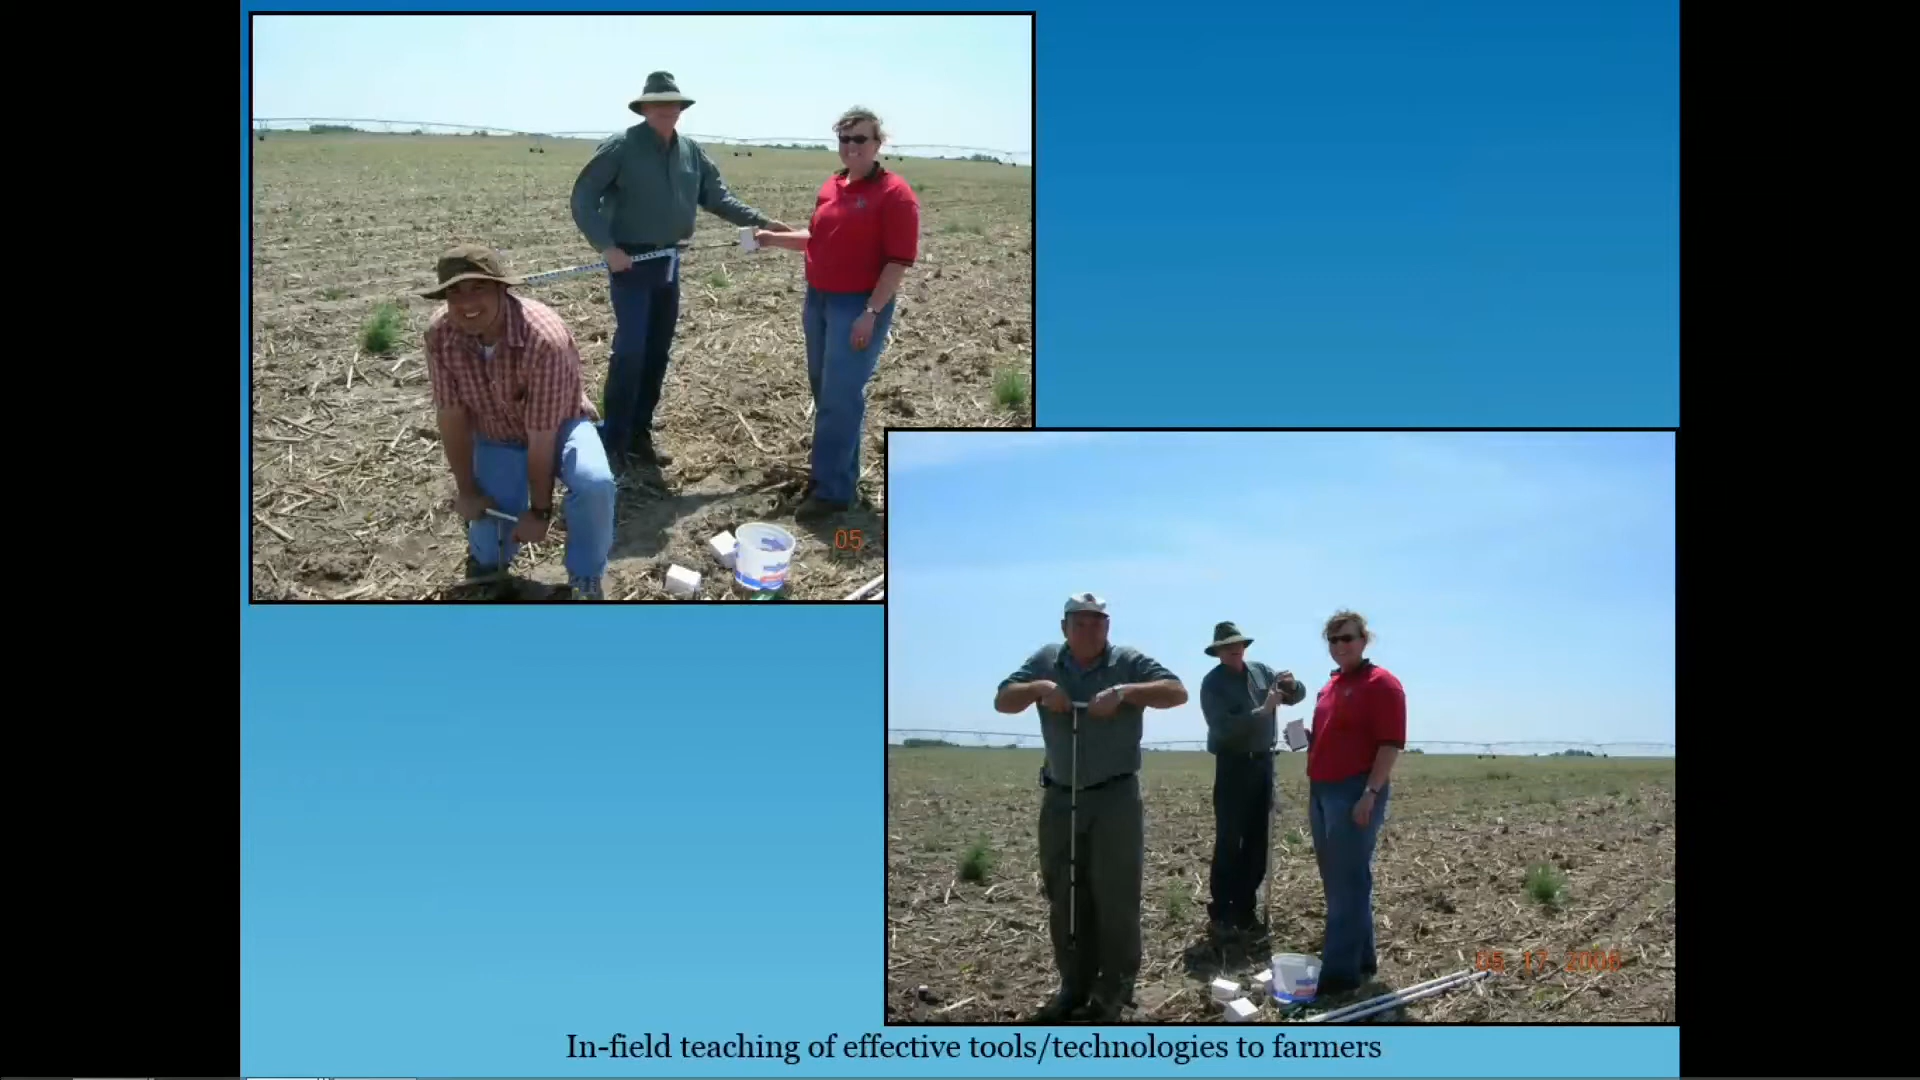 05
05 17 2006
In-field teaching of effective tools/technologies to farmers